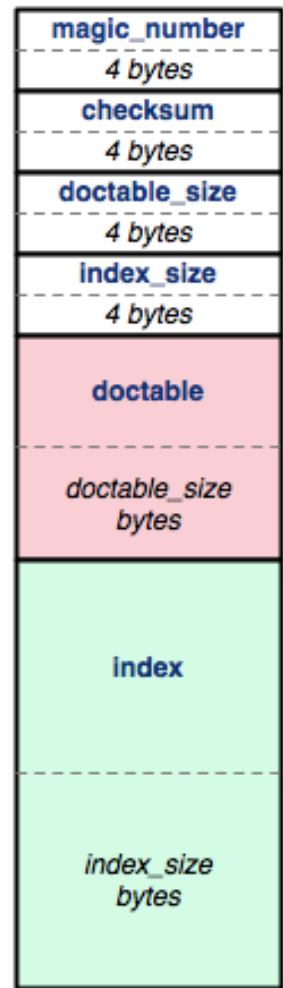 magic_number
4 bytes
checksum
4 bytes
doctable_size
4 bytes
index_size
4 bytes
doctable
doctable_size
bytes
index
index_size
bytes